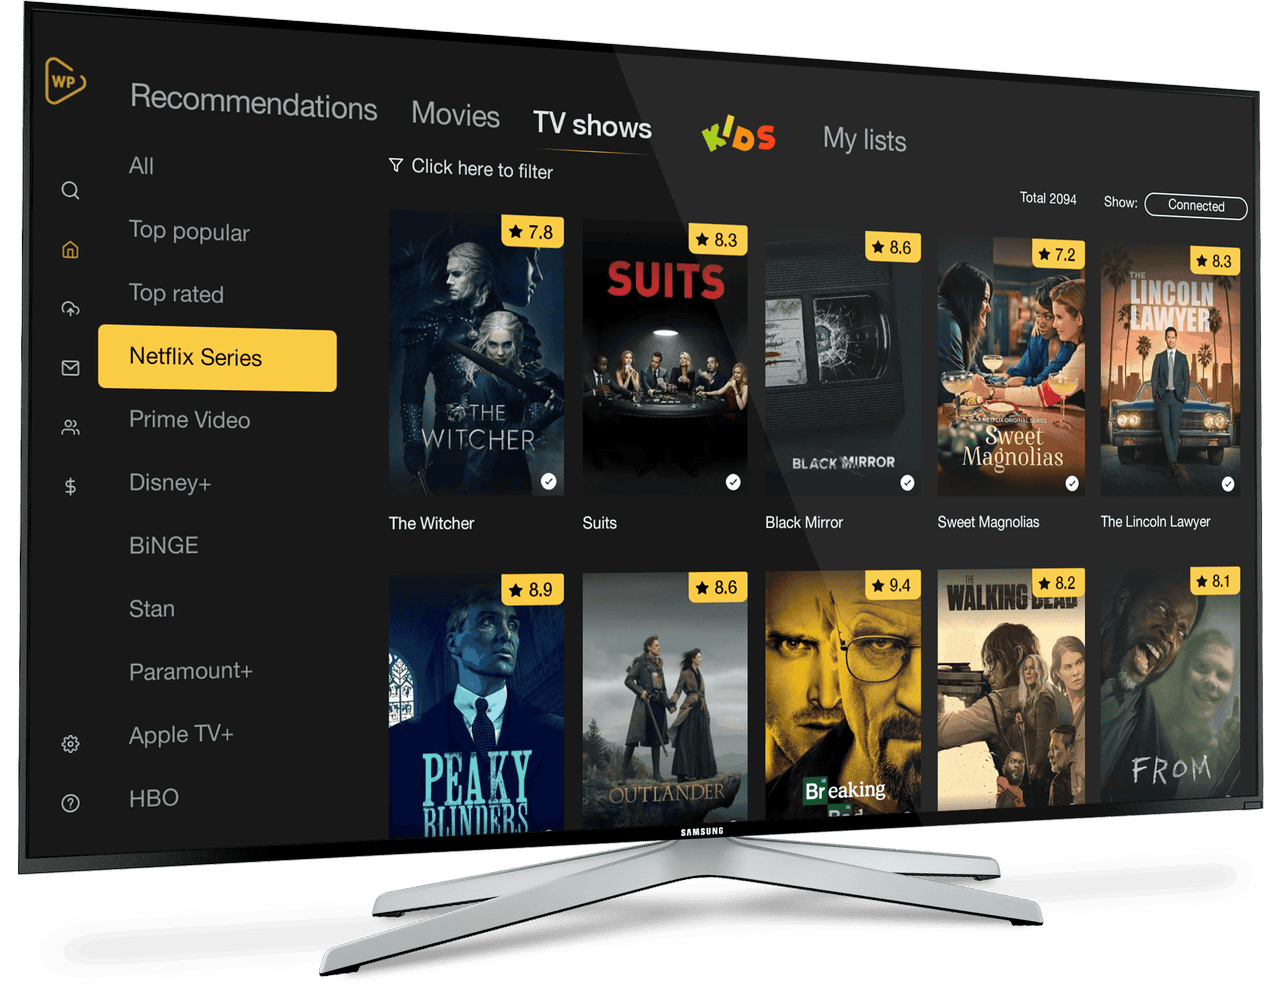 WP
Recommendations
Movies
TV shows
KiDS
My lists
All
Click here to filter
Total 2094
Show:
Connected
Top popular
Top rated
Netflix Series
Prime Video
Disney+
BiNGE
Stan
Paramount+
Apple TV+
HBO
7.8
THE
WITCHER
The Witcher
8.3
SUITS
Suits
8.6
BLACK MIRROR
Black Mirror
7.2
A NETFLIX ORIGINAL SERIES
Sweet
Magnolias
Sweet Magnolias
8.3
THE
LINCOLN
LAWYER
The Lincoln Lawyer
8.9
PEAKY
BLINDERS
8.6
OUTLANDER
9.4
Breaking
Bad
8.2
THE
WALKING DEAD
8.1
FROM
SAMSUNG